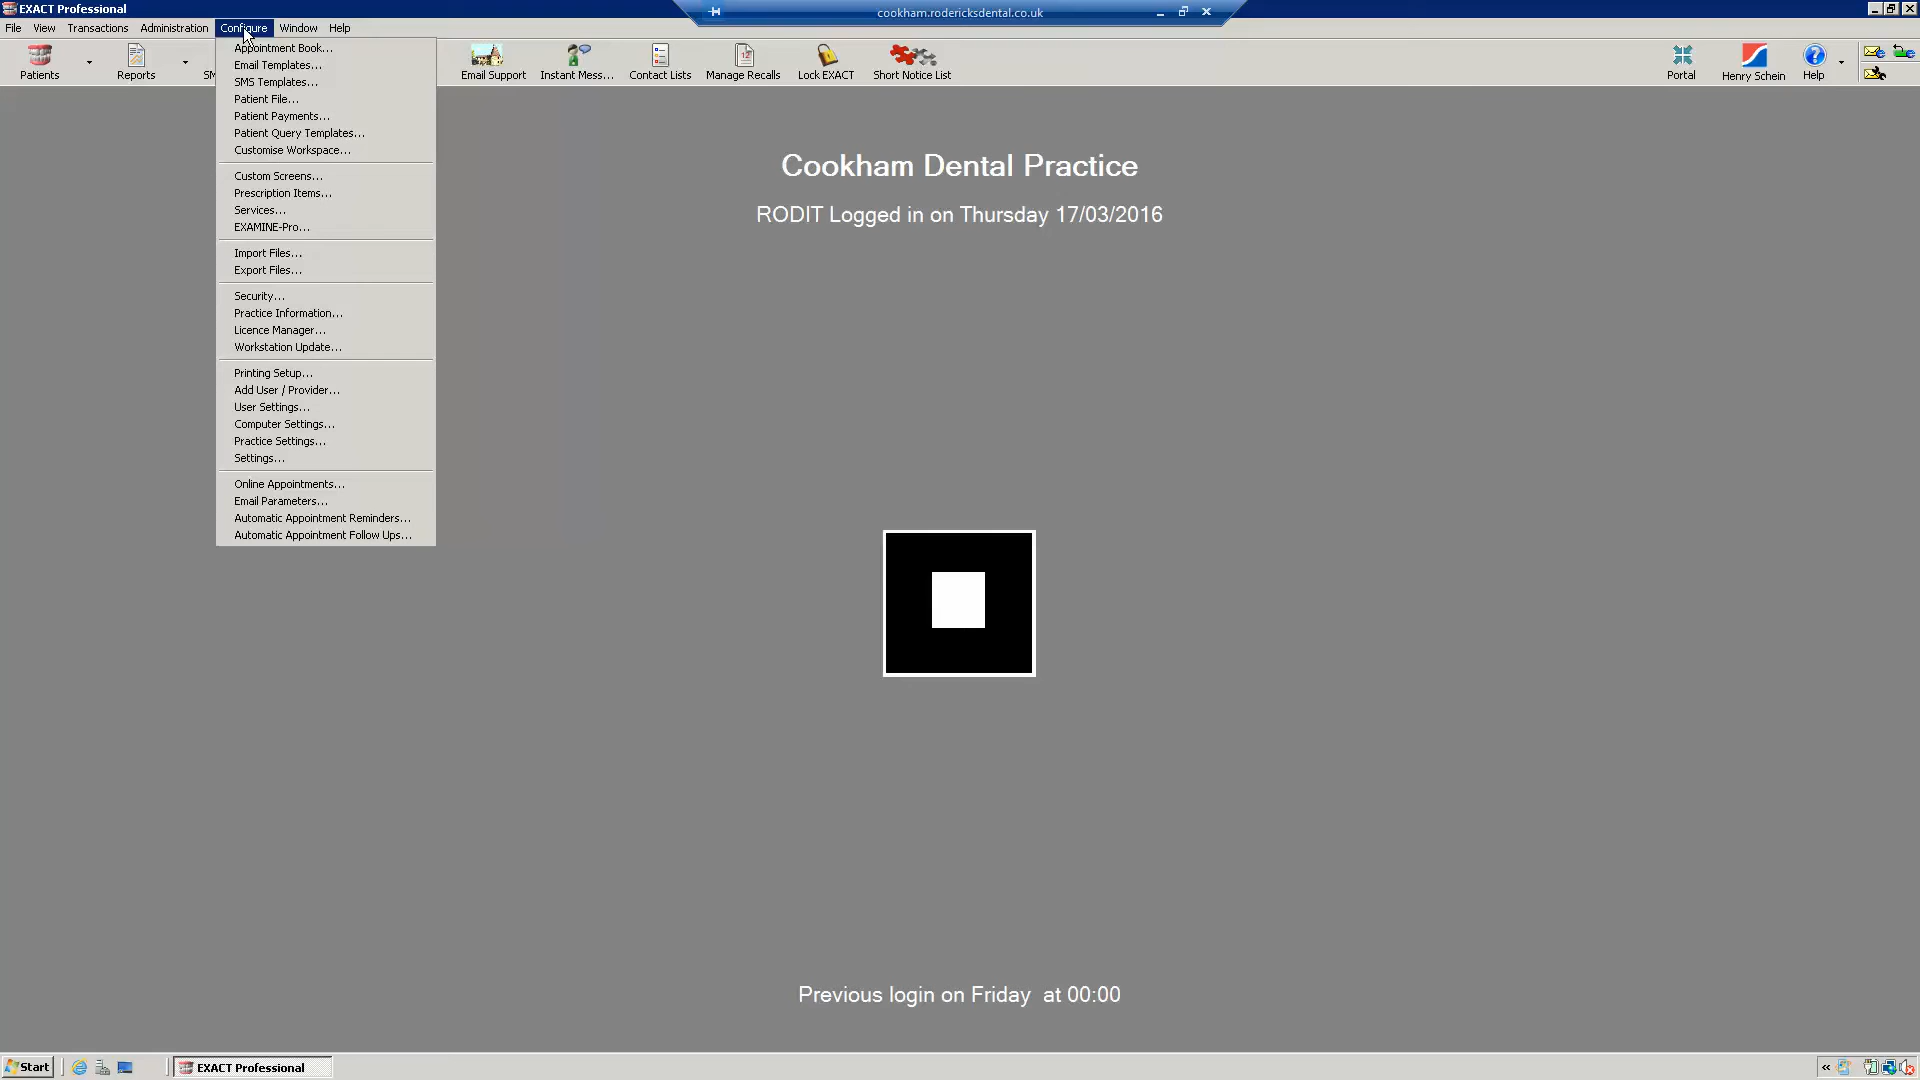 EXACT Professional
cookham.rodericksdental.co.uk
File View Transactions Administration Configure Window Help
Patients
Reports
SM
Email Support
Instant Mess...
Contact Lists
Manage Recalls
Lock EXACT
Short Notice List
Portal
Henry Schein
Help
Appointment Book...
Email Templates...
SMS Templates...
Patient File...
Patient Payments...
Patient Query Templates...
Customise Workspace...
Custom Screens...
Prescription Items...
Services...
EXAMINE-Pro...
Import Files...
Export Files...
Security...
Practice Information...
Licence Manager...
Workstation Update...
Printing Setup...
Add User / Provider...
User Settings...
Computer Settings...
Practice Settings...
Settings...
Online Appointments...
Email Parameters...
Automatic Appointment Reminders...
Automatic Appointment Follow Ups...
Cookham Dental Practice
RODIT Logged in on Thursday 17/03/2016
Previous login on Friday at 00:00
Start
EXACT Professional